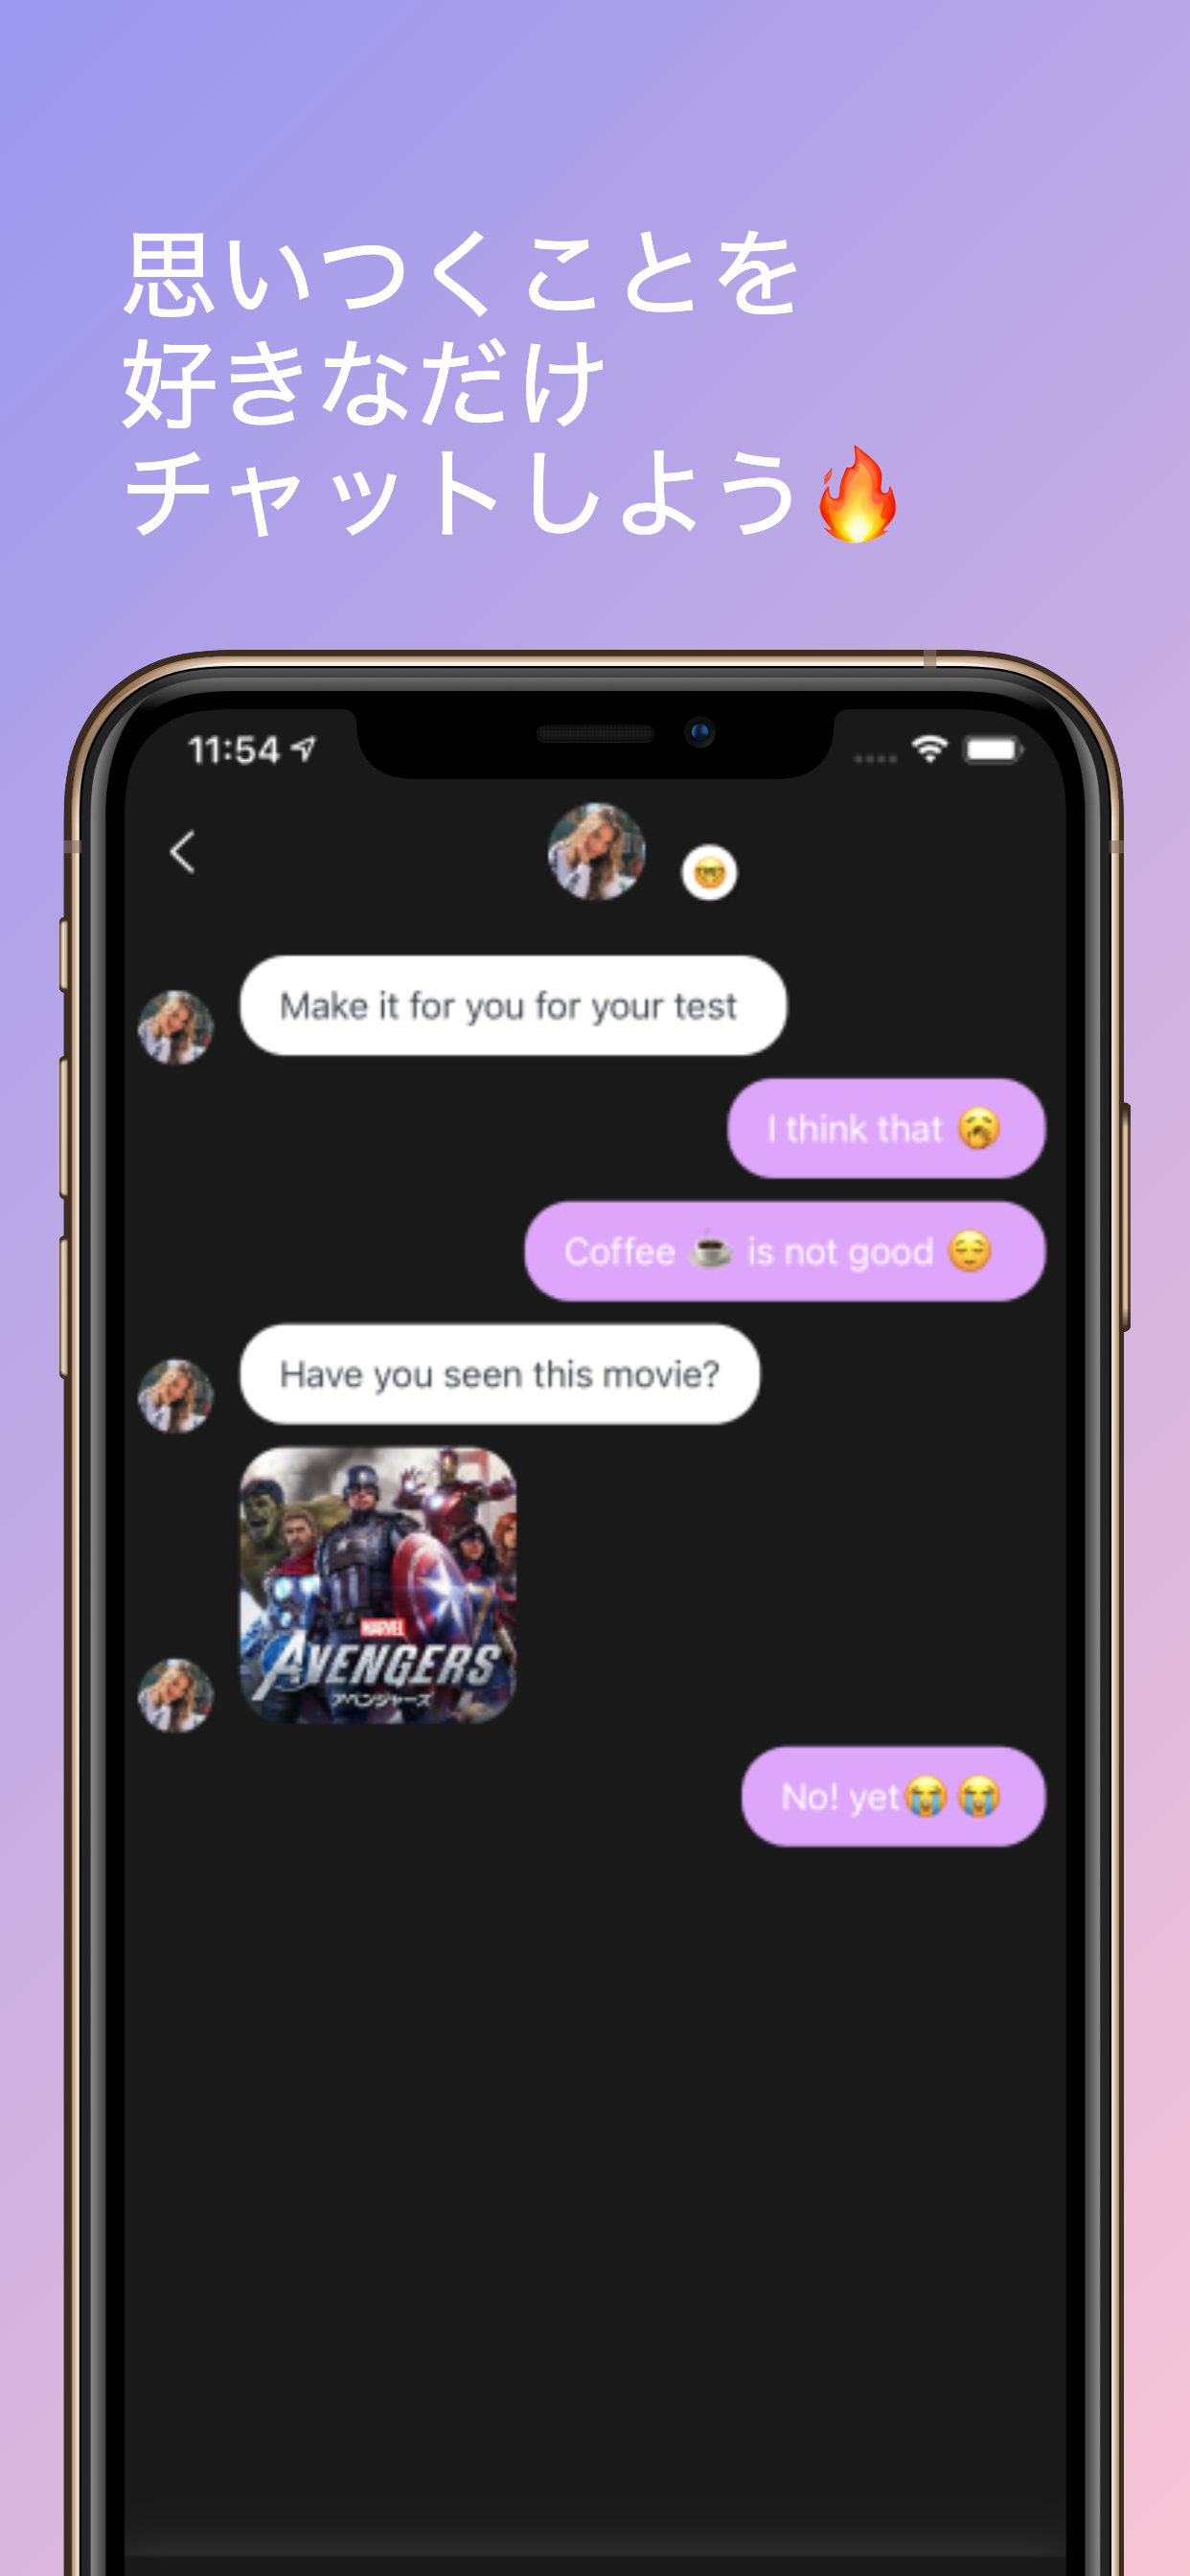 思いつくことを
好きなだけ
チャットしよう🔥
11:54
Make it for you for your test
I think that 🥱
Coffee ☕ is not good 😌
Have you seen this movie?
MARVEL
AVENGERS
アベンジャーズ
No! yet😭😭